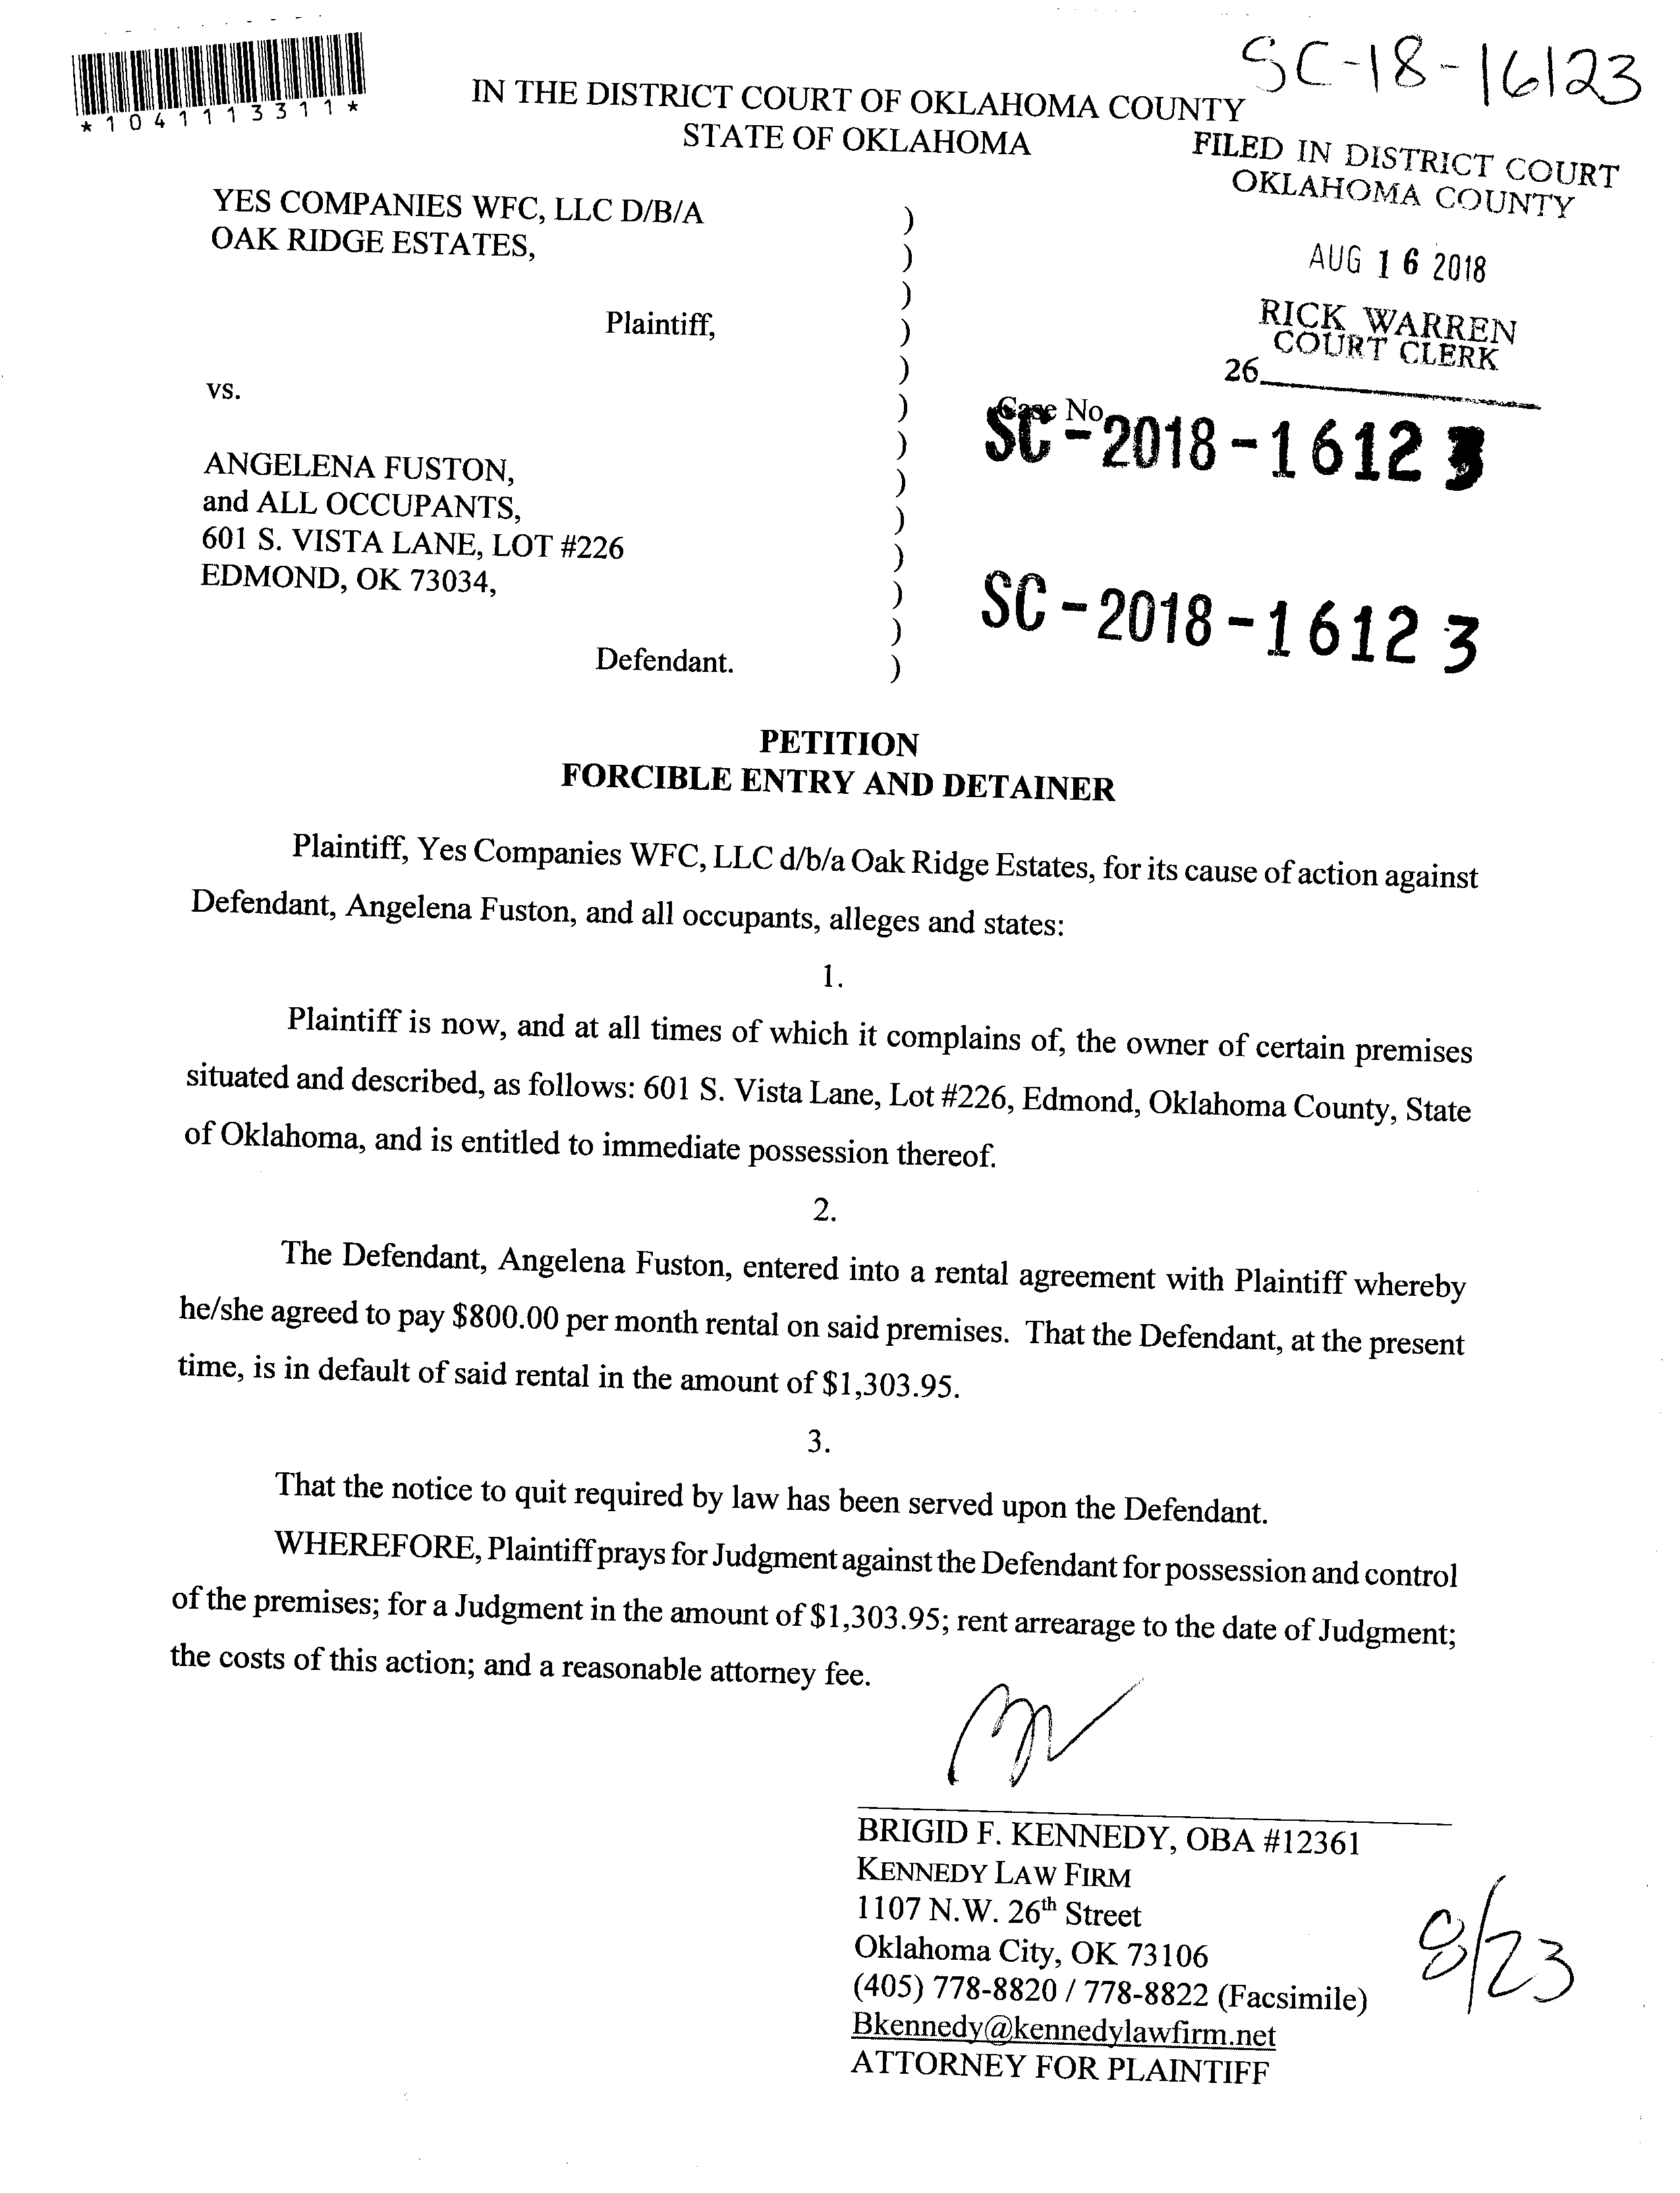 SC-18-16123
*1041113311*
IN THE DISTRICT COURT OF OKLAHOMA COUNTY
STATE OF OKLAHOMA
FILED IN DISTRICT COURT
OKLAHOMA COUNTY
AUG 16 2018
RICK WARREN
COURT CLERK
26
YES COMPANIES WFC, LLC D/B/A )
OAK RIDGE ESTATES, )
)
Plaintiff, )
)
vs. )
)
ANGELENA FUSTON, )
and ALL OCCUPANTS, )
601 S. VISTA LANE, LOT #226 )
EDMOND, OK 73034, )
)
Defendant. )
Case No.
SC-2018-16123
SC-2018-16123
PETITION
FORCIBLE ENTRY AND DETAINER
Plaintiff, Yes Companies WFC, LLC d/b/a Oak Ridge Estates, for its cause of action against
Defendant, Angelena Fuston, and all occupants, alleges and states:
1.
Plaintiff is now, and at all times of which it complains of, the owner of certain premises
situated and described, as follows: 601 S. Vista Lane, Lot #226, Edmond, Oklahoma County, State
of Oklahoma, and is entitled to immediate possession thereof.
2.
The Defendant, Angelena Fuston, entered into a rental agreement with Plaintiff whereby
he/she agreed to pay $800.00 per month rental on said premises. That the Defendant, at the present
time, is in default of said rental in the amount of $1,303.95.
3.
That the notice to quit required by law has been served upon the Defendant.
WHEREFORE, Plaintiff prays for Judgment against the Defendant for possession and control
of the premises; for a Judgment in the amount of $1,303.95; rent arrearage to the date of Judgment;
the costs of this action; and a reasonable attorney fee.
BRIGID F. KENNEDY, OBA #12361
KENNEDY LAW FIRM
1107 N.W. 26th Street
Oklahoma City, OK 73106
(405) 778-8820 / 778-8822 (Facsimile)
Bkennedy@kennedylawfirm.net
ATTORNEY FOR PLAINTIFF
8/23